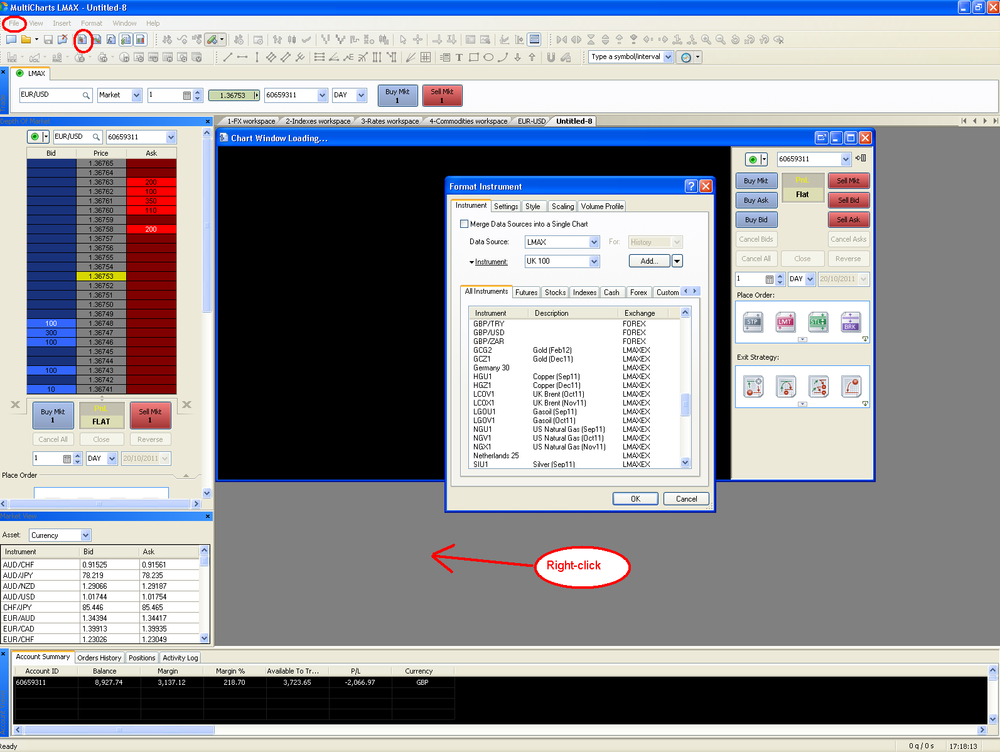 MultiCharts LMAX - Untitled-8
File View Insert Format Window Help
Type a symbol/interval
LMAX
EUR/USD Market 1 1.36753 60659311 DAY Buy Mkt 1 Sell Mkt 1
Depth Of Market
1-FX workspace 2-Indexes workspace 3-Rates workspace 4-Commodities workspace EUR-USD Untitled-8
EUR/USD 60659311
Bid Price Ask
1.36765
1.36764
1.36763 200
1.36762 100
1.36761 350
1.36760 110
1.36759
1.36758 200
1.36757
1.36756
1.36755
1.36754
1.36753
1.36752
1.36751
1.36750
1.36749
100 1.36748
300 1.36747
100 1.36746
1.36745
1.36744
100 1.36743
1.36742
10 1.36741
Buy Mkt 1 PnL FLAT Sell Mkt 1
Cancel All Close Reverse
1 DAY 20/10/2011
Place Order
Market View
Asset: Currency
Instrument Bid Ask
AUD/CHF 0.91525 0.91561
AUD/JPY 78.219 78.235
AUD/NZD 1.29066 1.29187
AUD/USD 1.01744 1.01754
CHF/JPY 85.446 85.465
EUR/AUD 1.34394 1.34417
EUR/CAD 1.39913 1.39935
EUR/CHF 1.23026 1.23049
Chart Window Loading...
Format Instrument
Instrument Settings Style Scaling Volume Profile
Merge Data Sources into a Single Chart
Data Source: LMAX For: History
Instrument: UK 100 Add...
All Instruments Futures Stocks Indexes Cash Forex Custom
Instrument Description Exchange
GBP/TRY FOREX
GBP/USD FOREX
GBP/ZAR FOREX
GCG2 Gold (Feb12) LMAXEX
GCZ1 Gold (Dec11) LMAXEX
Germany 30 LMAXEX
HGU1 Copper (Sep11) LMAXEX
HGZ1 Copper (Dec11) LMAXEX
LCOV1 UK Brent (Oct11) LMAXEX
LCOX1 UK Brent (Nov11) LMAXEX
LGOU1 Gasoil (Sep11) LMAXEX
LGOV1 Gasoil (Oct11) LMAXEX
NGU1 US Natural Gas (Sep11) LMAXEX
NGV1 US Natural Gas (Oct11) LMAXEX
NGX1 US Natural Gas (Nov11) LMAXEX
Netherlands 25 LMAXEX
SIU1 Silver (Sep11) LMAXEX
OK Cancel
60659311
Buy Mkt PnL Sell Mkt
Flat
Buy Ask Sell Bid
Buy Bid Sell Ask
Cancel Bids Cancel Asks
Cancel All Close Reverse
1 DAY 20/10/2011
Place Order:
STP LMT STL BRK
Exit Strategy:
Right-click
Account Summary Orders History Positions Activity Log
Account ID Balance Margin Margin % Available To Tr... P/L Currency
60659311 8,927.74 3,137.12 218.70 3,723.65 -2,066.97 GBP
Ready 0 q / 0 s 17:18:13